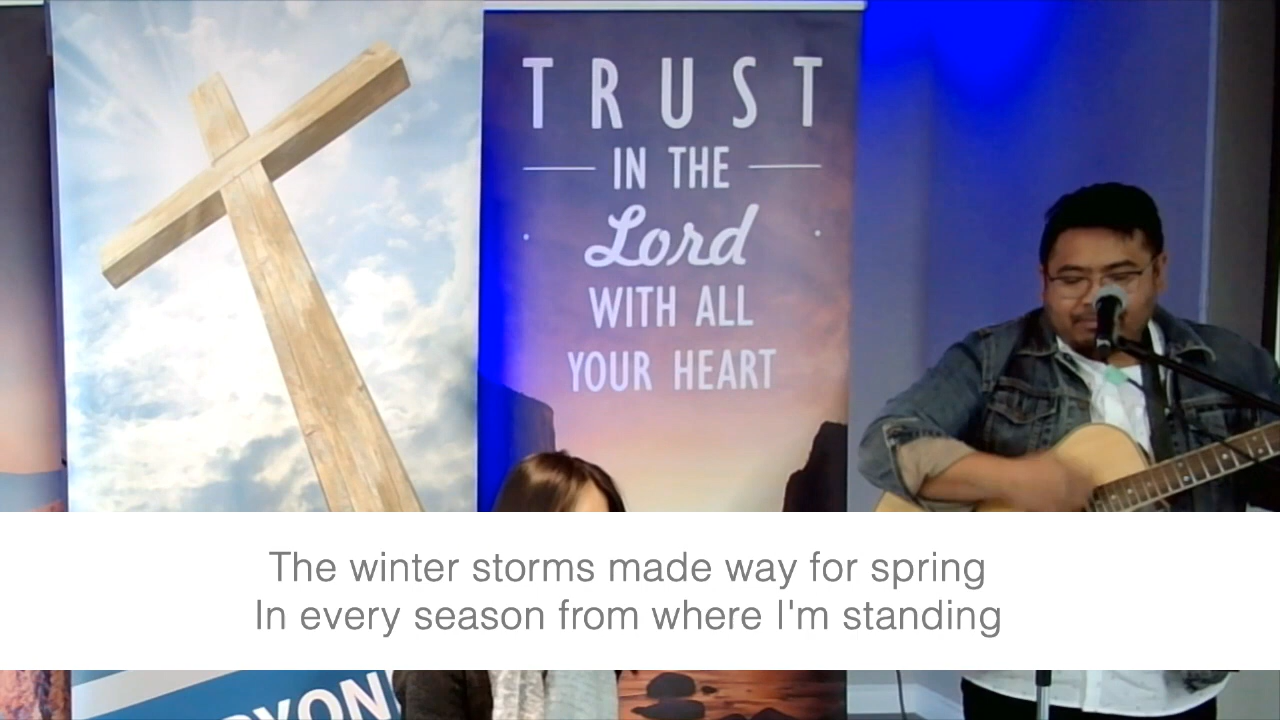 TRUST
IN THE
Lord
WITH ALL
YOUR HEART
The winter storms made way for spring
In every season from where I'm standing